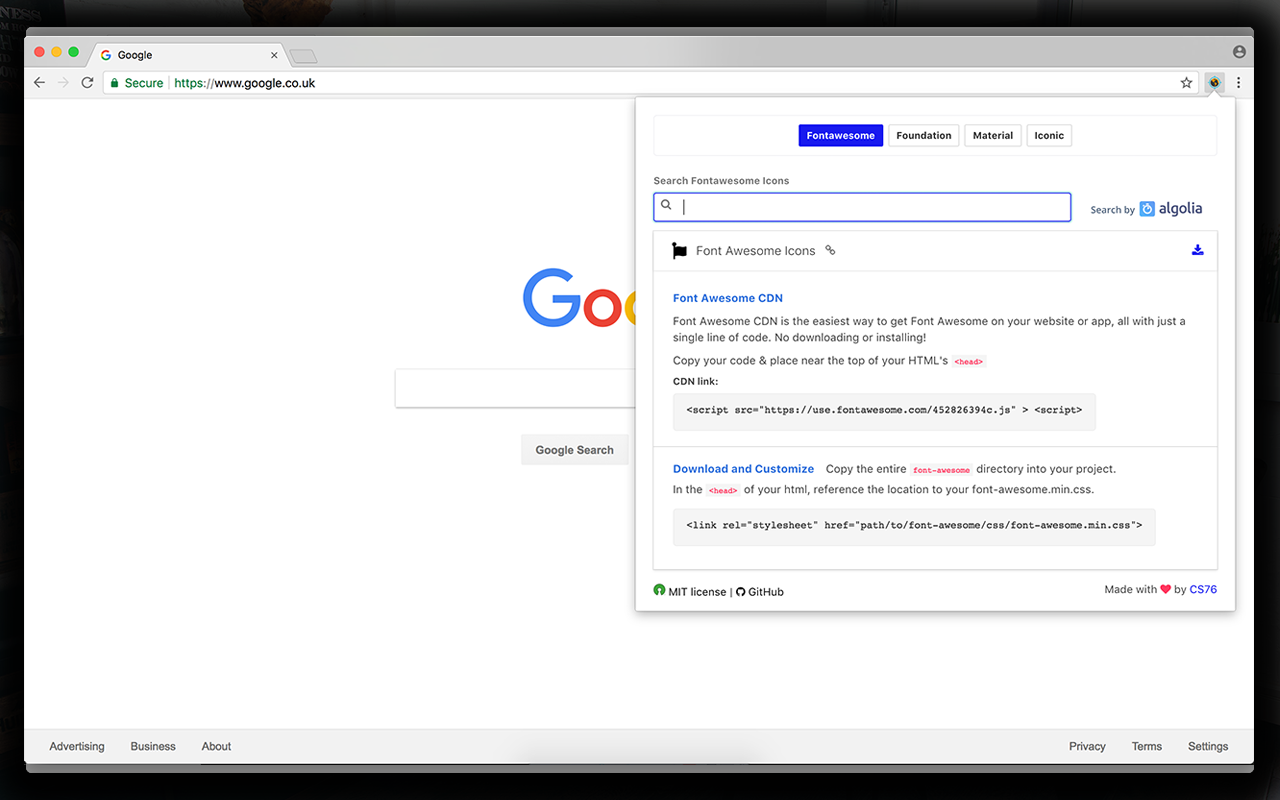 Google
Secure https://www.google.co.uk
Fontawesome Foundation Material Iconic
Search Fontawesome Icons
Search by algolia
Font Awesome Icons
Font Awesome CDN
Font Awesome CDN is the easiest way to get Font Awesome on your website or app, all with just a
single line of code. No downloading or installing!
Copy your code & place near the top of your HTML's <head>
CDN link:
<script src="https://use.fontawesome.com/452826394c.js" > <script>
Download and Customize Copy the entire font-awesome directory into your project.
In the <head> of your html, reference the location to your font-awesome.min.css.
<link rel="stylesheet" href="path/to/font-awesome/css/font-awesome.min.css">
MIT license | GitHub
Made with ❤ by CS76
Goo
Google Search
Advertising Business About
Privacy Terms Settings